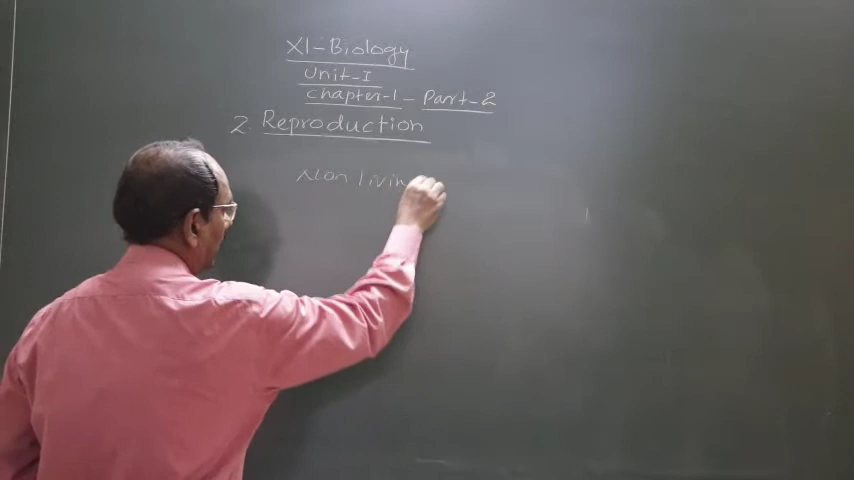 XI-Biology
Unit-I
Chapter-1 - Part-2
2. Reproduction
Non livin